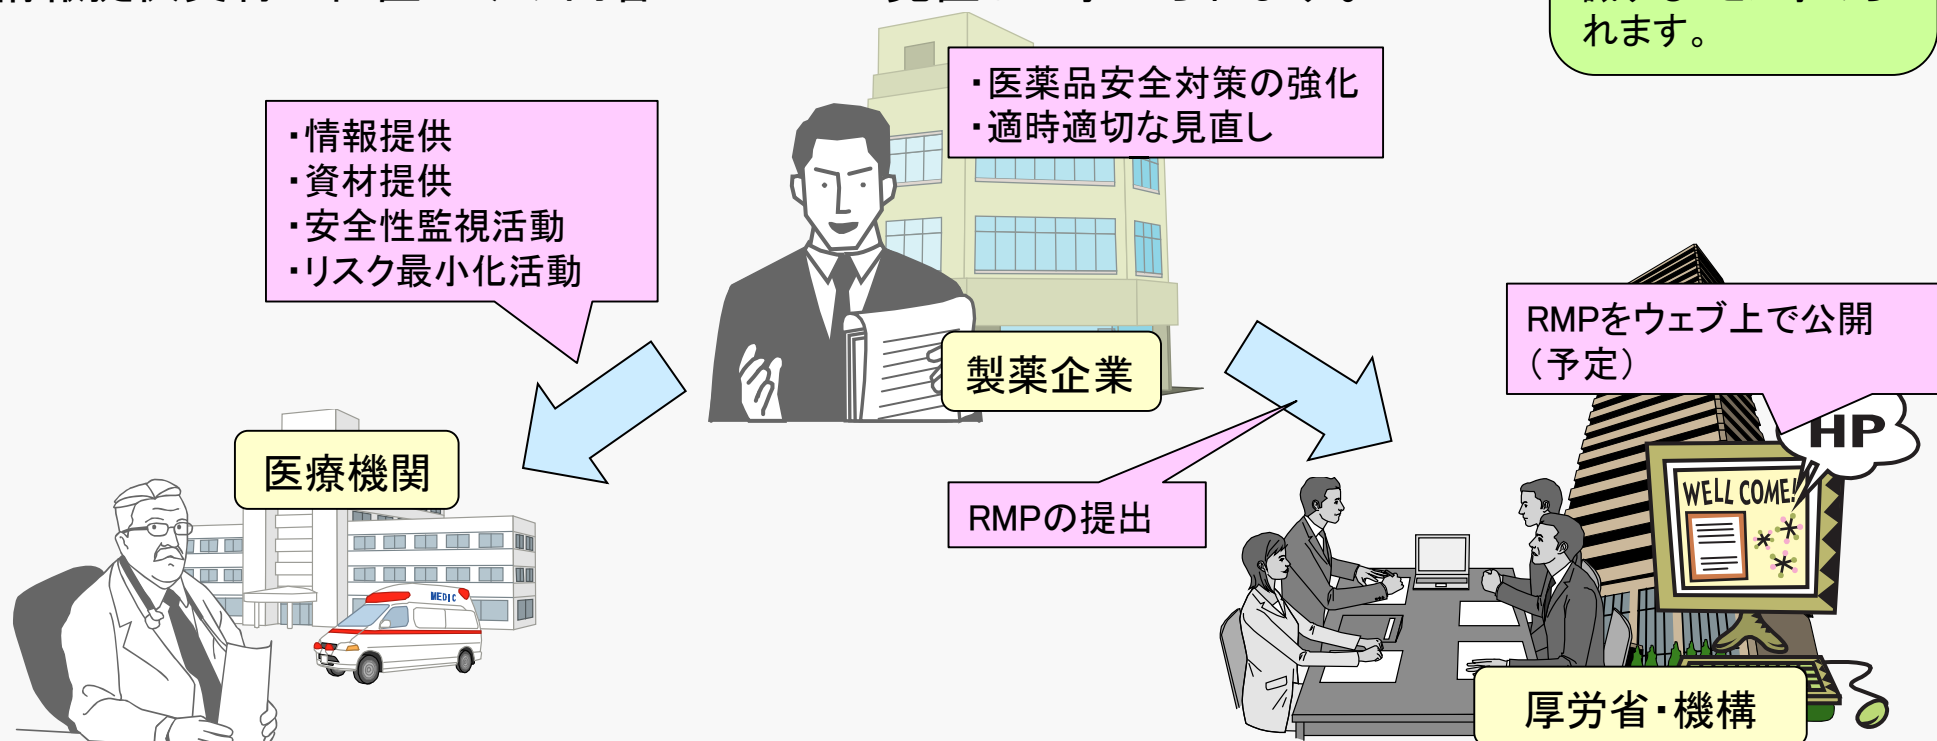 れます。
・医薬品安全対策の強化
・適時適切な見直し
・情報提供
・資材提供
・安全性監視活動
・リスク最小化活動
製薬企業
RMPをウェブ上で公開
（予定）
HP
WELL COME!
医療機関
RMPの提出
MEDIC
厚労省・機構